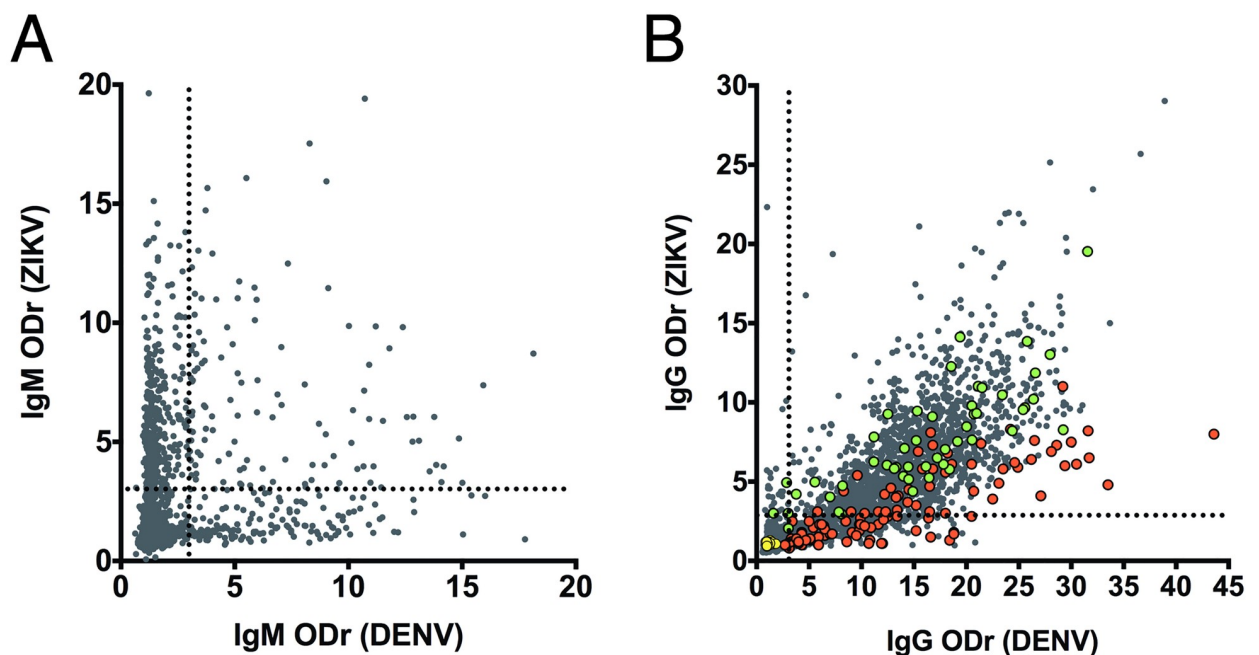 A
20
15
10
5
0
0 5 10 15 20
IgM ODr (ZIKV)
IgM ODr (DENV)
B
30
25
20
15
10
5
0
0 5 10 15 20 25 30 35 40 45
IgG ODr (ZIKV)
IgG ODr (DENV)